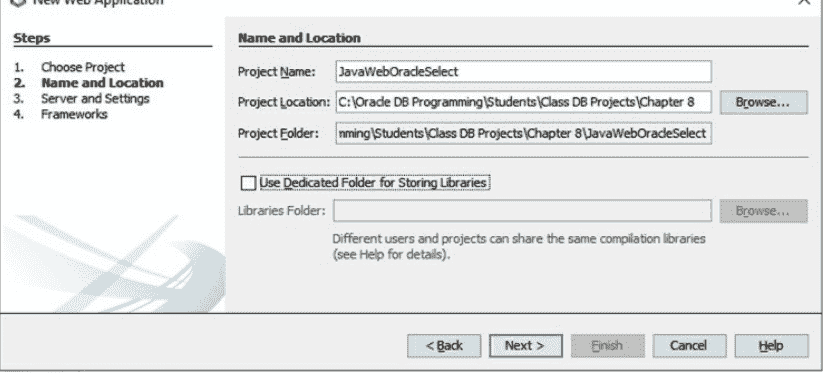 New Web Application
Steps
1. Choose Project
2. Name and Location
3. Server and Settings
4. Frameworks
Name and Location
Project Name: JavaWebOracleSelect
Project Location: C:\Oracle DB Programming\Students\Class DB Projects\Chapter 8 Browse...
Project Folder: nming\Students\Class DB Projects\Chapter 8\JavaWebOracleSelect
Use Dedicated Folder for Storing Libraries
Libraries Folder: Browse...
Different users and projects can share the same compilation libraries
(see Help for details).
< Back Next > Finish Cancel Help